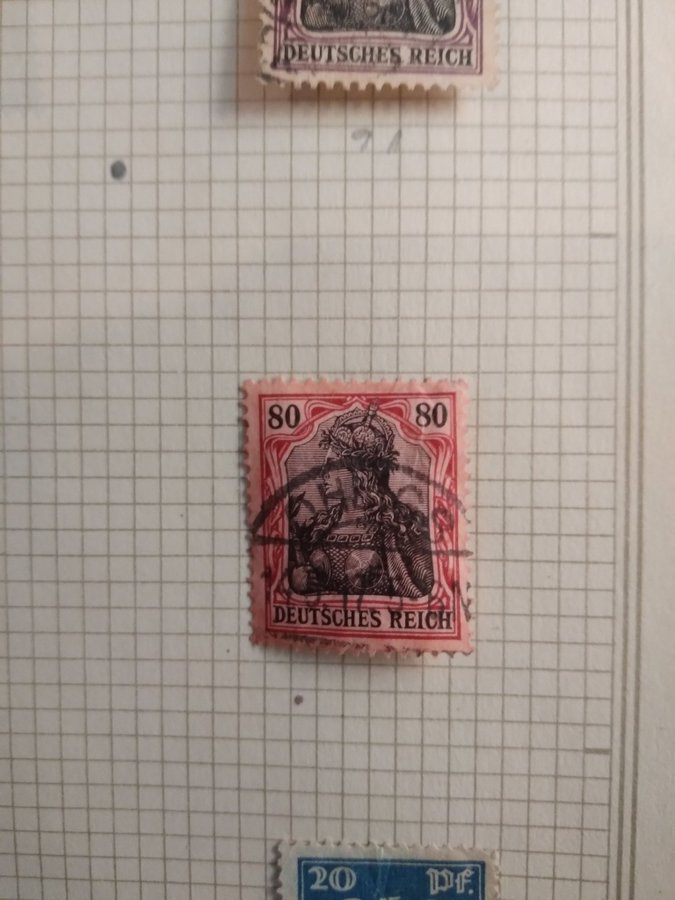 DEUTSCHES REICH
80 80
DEUTSCHES REICH
20 Pf.